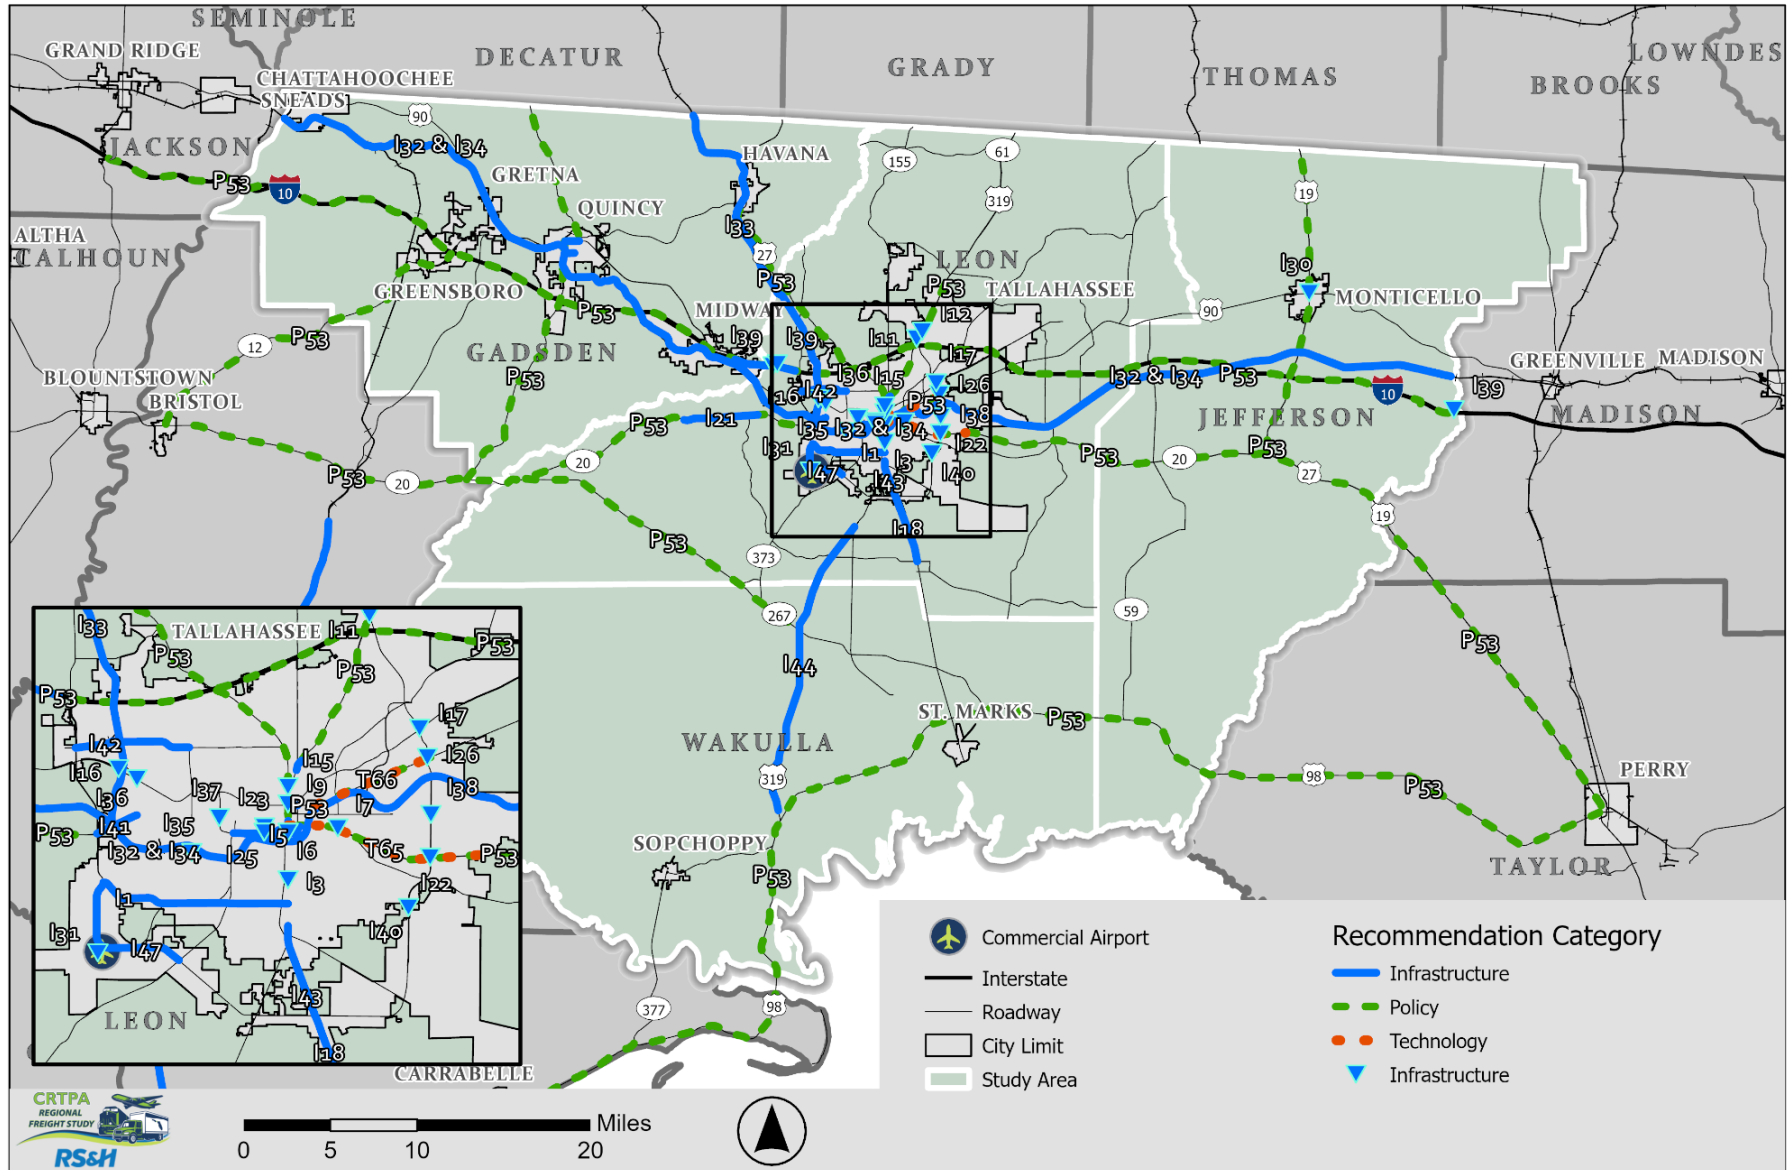 SEMINOLE
DECATUR
GRADY
THOMAS
LOWNDES
BROOKS
GRAND RIDGE
CHATTAHOOCHEE
SNEADS
90
JACKSON
I32 & I34
HAVANA
155
61
P53
10
GRETNA
19
319
QUINCY
I33
ALTHA
CALHOUN
27
LEON
I30
P53
P53
TALLAHASSEE
GREENSBORO
MONTICELLO
P53
MIDWAY
I12
90
I39
I39
I11
12
P53
GADSDEN
I17
GREENVILLE
MADISON
BLOUNTSTOWN
P53
I36
I15
I32 & I34
P53
I39
BRISTOL
I16
I42
I26
10
P53
JEFFERSON
MADISON
P53
I21
I38
I35
I32 & I34
I31
I1
I22
P53
20
P53
20
I3
27
P53
20
I47
I43
I40
19
I18
P53
373
267
59
P53
I44
ST. MARKS
P53
WAKULLA
319
98
PERRY
P53
SOPCHOPPY
TAYLOR
P53
377
98
CARRABELLE
I33
TALLAHASSEE
I11
P53
P53
P53
P53
I17
I42
I15
I26
I16
T66
I9
I38
I36
I37
I23
P53
I7
I41
I35
P53
I5
I32 & I34
I25
I6
T65
P53
I3
I22
I1
I31
I47
I40
I43
LEON
I18
Commercial Airport
Interstate
Roadway
City Limit
Study Area
Recommendation Category
Infrastructure
Policy
Technology
Infrastructure
CRTPA
REGIONAL
FREIGHT STUDY
RS&H
Miles
0
5
10
20